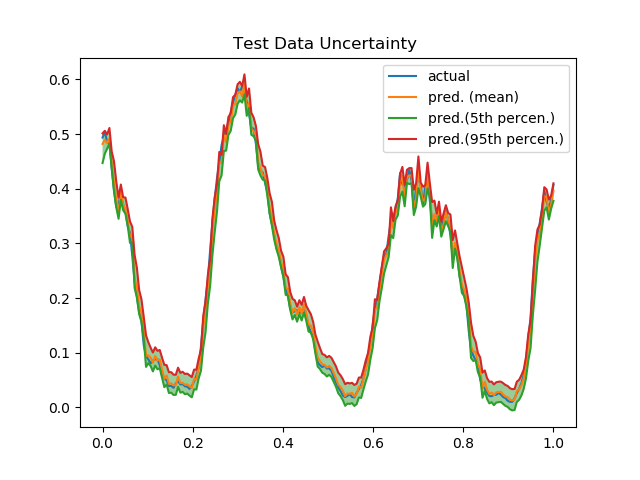 Test Data Uncertainty
actual
pred. (mean)
pred.(5th percen.)
pred.(95th percen.)
0.6
0.5
0.4
0.3
0.2
0.1
0.0
0.0 0.2 0.4 0.6 0.8 1.0